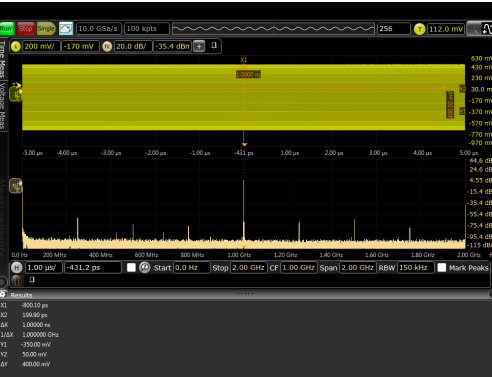 Run Stop Single 10.0 GSa/s 100 kpts 256 T 112.0 mV
1 200 mV/ -170 mV f1 20.0 dB/ -35.4 dBm
Time Meas
Voltage Meas
X1
1.0000 ns
400.00 mV
630 mV
430 mV
230 mV
30.0 mV
-170 mV
-370 mV
-570 mV
-770 mV
-970 mV
-5.00 µs -4.00 µs -3.00 µs -2.00 µs -1.00 µs -431 ps 1.00 µs 2.00 µs 3.00 µs 4.00 µs 5.00 µs
44.6 dB
24.6 dB
4.55 dB
-15.4 dB
-35.4 dB
-55.4 dB
-75.4 dB
-95.4 dB
-115 dB
0.0 Hz 200 MHz 400 MHz 600 MHz 800 MHz 1.00 GHz 1.20 GHz 1.40 GHz 1.60 GHz 1.80 GHz 2.00 GHz
H 1.00 µs/ -431.2 ps Start 0.0 Hz Stop 2.00 GHz CF 1.00 GHz Span 2.00 GHz RBW 150 kHz Mark Peaks
Results
X1 -800.10 ps
X2 199.90 ps
ΔX 1.00000 ns
1/ΔX 1.000000 GHz
Y1 -350.00 mV
Y2 50.00 mV
ΔY 400.00 mV